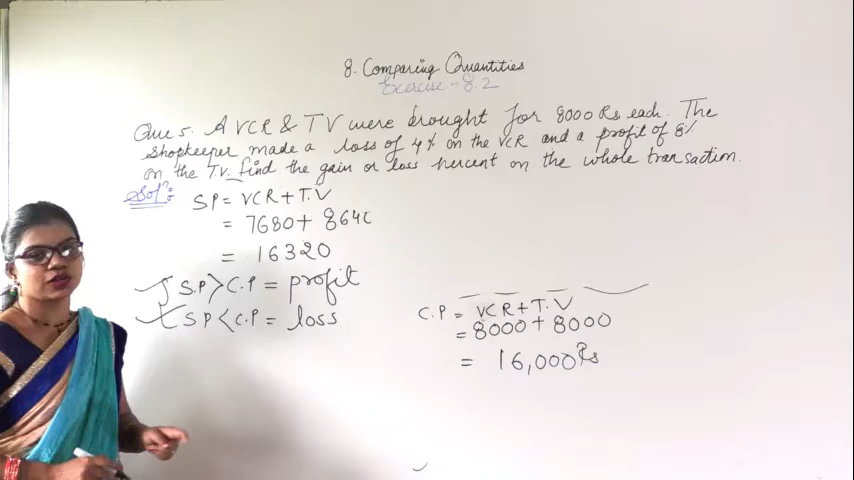 8. Comparing Quantities
Exercise - 8.2
Que 5. A VCR & TV were brought for 8000 Rs each. The
shopkeeper made a loss of 4% on the VCR and a profit of 8%
on the TV. Find the gain or loss percent on the whole transaction.
Solⁿ:
SP = VCR + T.V
= 7680 + 8640
= 16320
S.P > C.P = profit
SP < C.P = loss
C.P = VCR + T.V
= 8000 + 8000
= 16,000 Rs